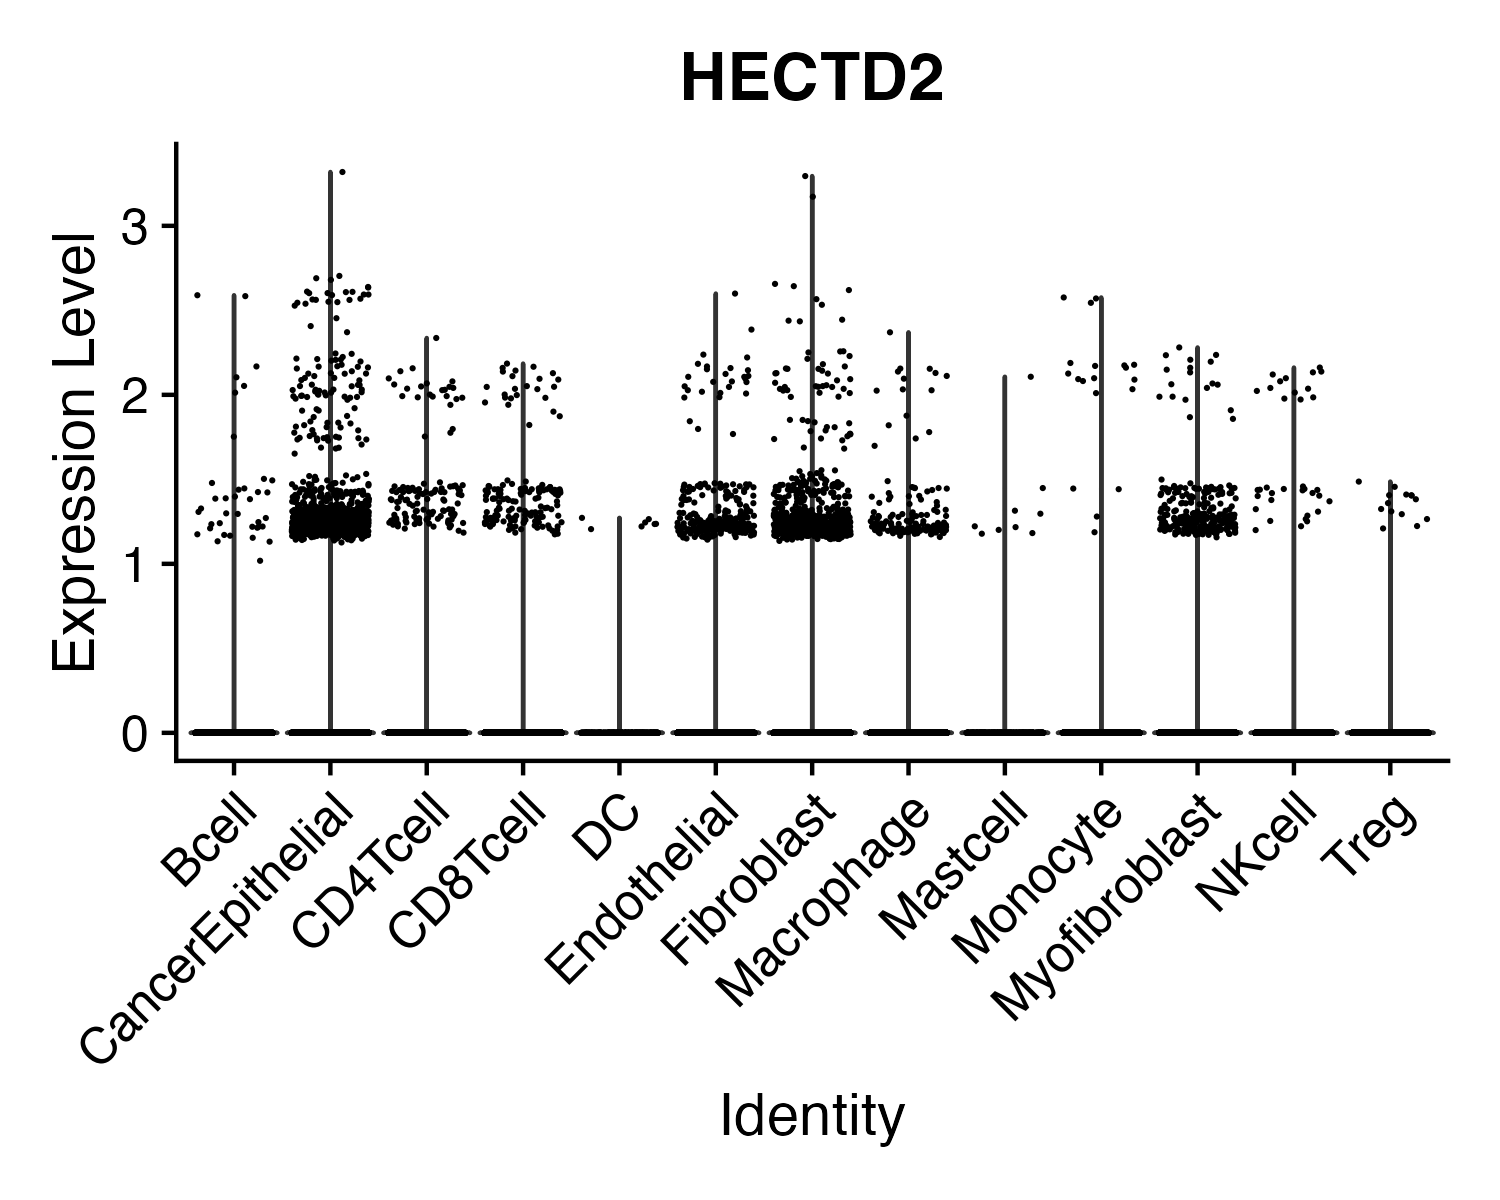 HECTD2
Expression Level
3
2
1
0
Bcell
CancerEpithelial
CD4Tcell
CD8Tcell
DC
Endothelial
Fibroblast
Macrophage
Mastcell
Monocyte
Myofibroblast
NKcell
Treg
Identity